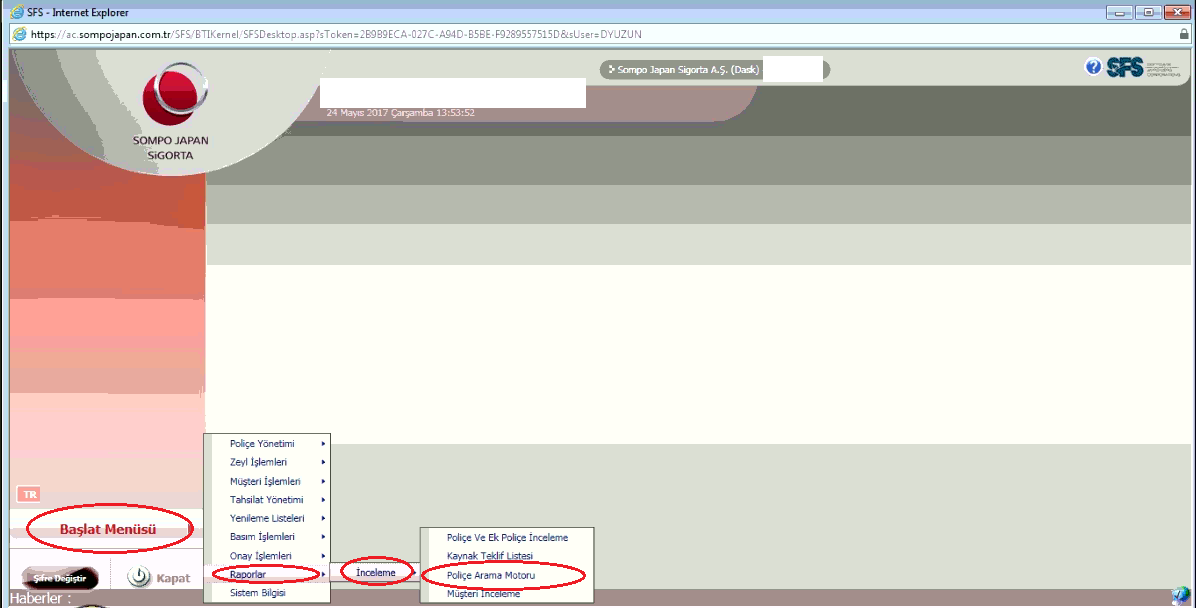 SFS - Internet Explorer
https://ac.sompojapan.com.tr/SFS/BTIKernel/SFSDesktop.asp?sToken=2B9B9ECA-027C-A94D-B5BE-F9289557515D&sUser=DYUZUN
Sompo Japan Sigorta A.Ş. (Dask)
SFS
24 Mayıs 2017 Çarşamba 13:53:52
SOMPO JAPAN
SİGORTA
Poliçe Yönetimi
Zeyl İşlemleri
Müşteri İşlemleri
Tahsilat Yönetimi
Yenileme Listeleri
Basım İşlemleri
Onay İşlemleri
Raporlar
Sistem Bilgisi
İnceleme
Poliçe Ve Ek Poliçe İnceleme
Kaynak Teklif Listesi
Poliçe Arama Motoru
Müşteri İnceleme
TR
Başlat Menüsü
Şifre Değiştir
Kapat
Haberler :